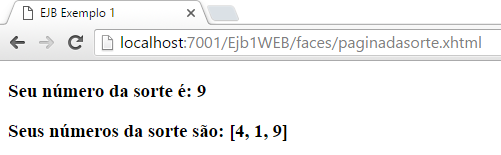 EJB Exemplo 1
localhost:7001/Ejb1WEB/faces/paginadasorte.xhtml
Seu número da sorte é: 9
Seus números da sorte são: [4, 1, 9]